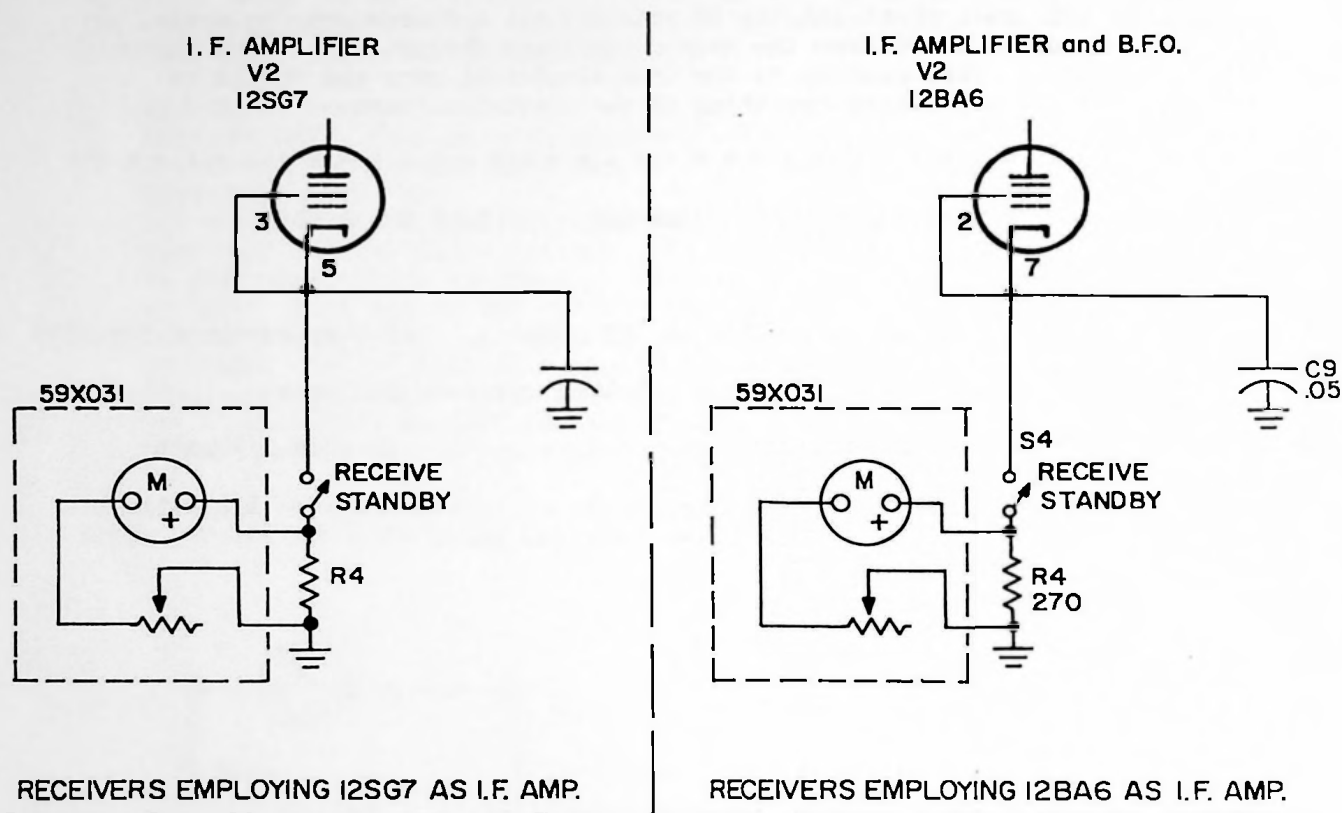 I. F. AMPLIFIER
V2
12SG7
3
5
59X031
M
+
RECEIVE
STANDBY
R4
RECEIVERS EMPLOYING 12SG7 AS I.F. AMP.
I.F. AMPLIFIER and B.F.O.
V2
12BA6
2
7
C9
.05
59X031
S4
M
+
RECEIVE
STANDBY
R4
270
RECEIVERS EMPLOYING 12BA6 AS I.F. AMP.